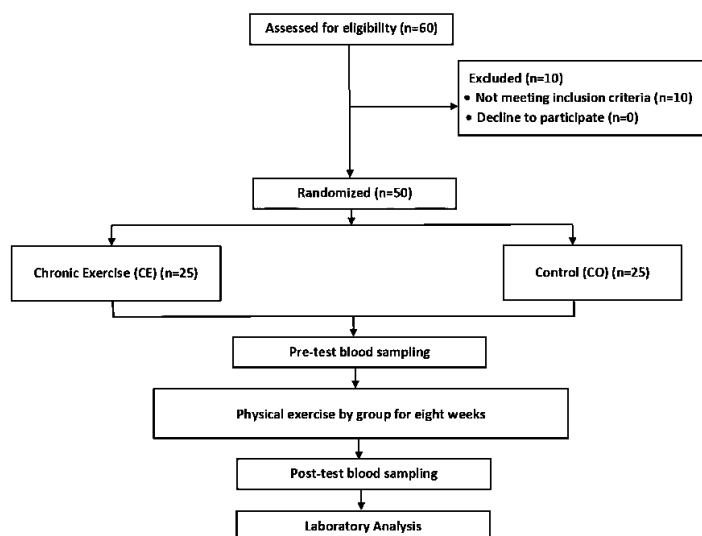 Assessed for eligibility (n=60)
Excluded (n=10)
• Not meeting inclusion criteria (n=10)
• Decline to participate (n=0)
Randomized (n=50)
Chronic Exercise (CE) (n=25)
Control (CO) (n=25)
Pre-test blood sampling
Physical exercise by group for eight weeks
Post-test blood sampling
Laboratory Analysis